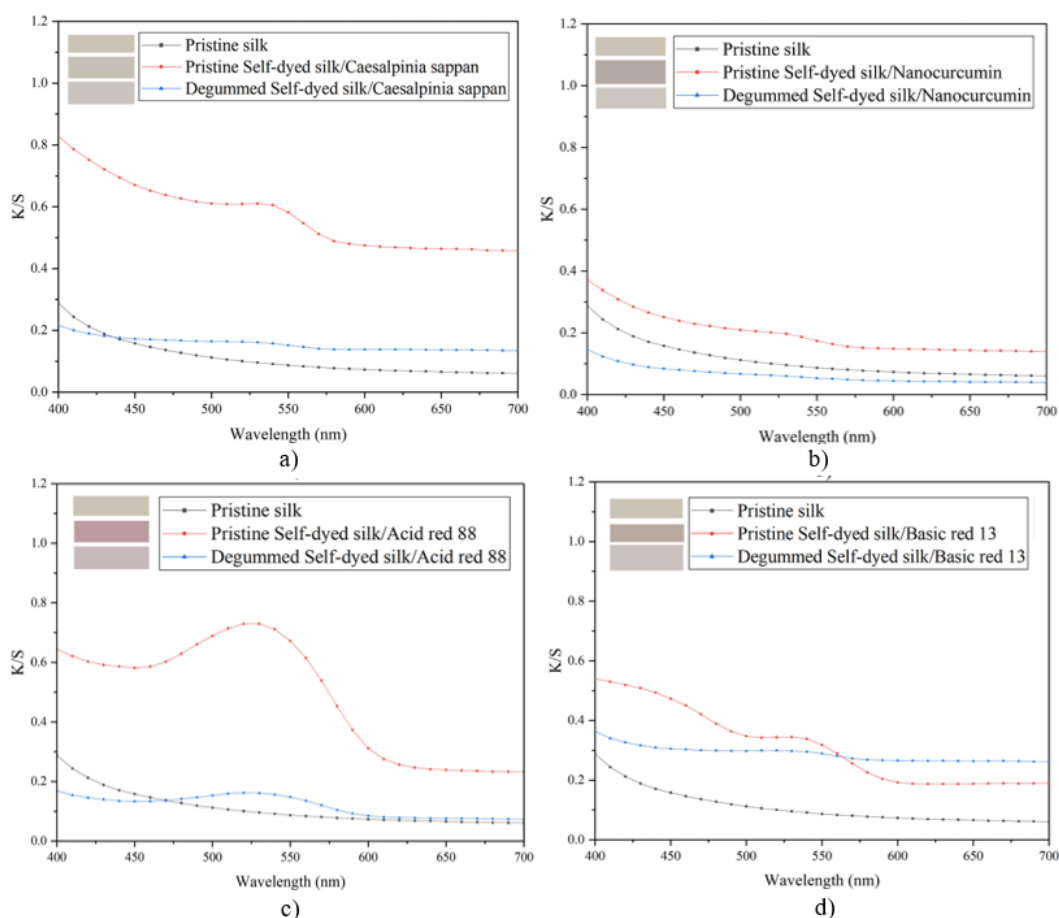 1.2
1.0
0.8
0.6
0.4
0.2
0.0
K/S
Pristine silk
Pristine Self-dyed silk/Caesalpinia sappan
Degummed Self-dyed silk/Caesalpinia sappan
400 450 500 550 600 650 700
Wavelength (nm)
a)
1.2
1.0
0.8
0.6
0.4
0.2
0.0
K/S
Pristine silk
Pristine Self-dyed silk/Nanocurcumin
Degummed Self-dyed silk/Nanocurcumin
400 450 500 550 600 650 700
Wavelength (nm)
b)
1.2
1.0
0.8
0.6
0.4
0.2
0.0
K/S
Pristine silk
Pristine Self-dyed silk/Acid red 88
Degummed Self-dyed silk/Acid red 88
400 450 500 550 600 650 700
Wavelength (nm)
c)
1.2
1.0
0.8
0.6
0.4
0.2
0.0
K/S
Pristine silk
Pristine Self-dyed silk/Basic red 13
Degummed Self-dyed silk/Basic red 13
400 450 500 550 600 650 700
Wavelength (nm)
d)